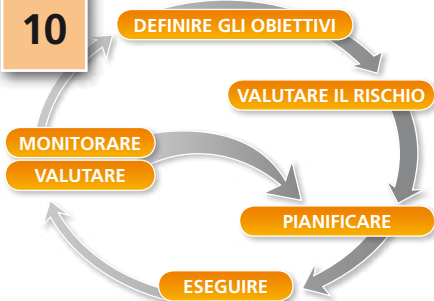 10
DEFINIRE GLI OBIETTIVI
VALUTARE IL RISCHIO
MONITORARE
VALUTARE
PIANIFICARE
ESEGUIRE